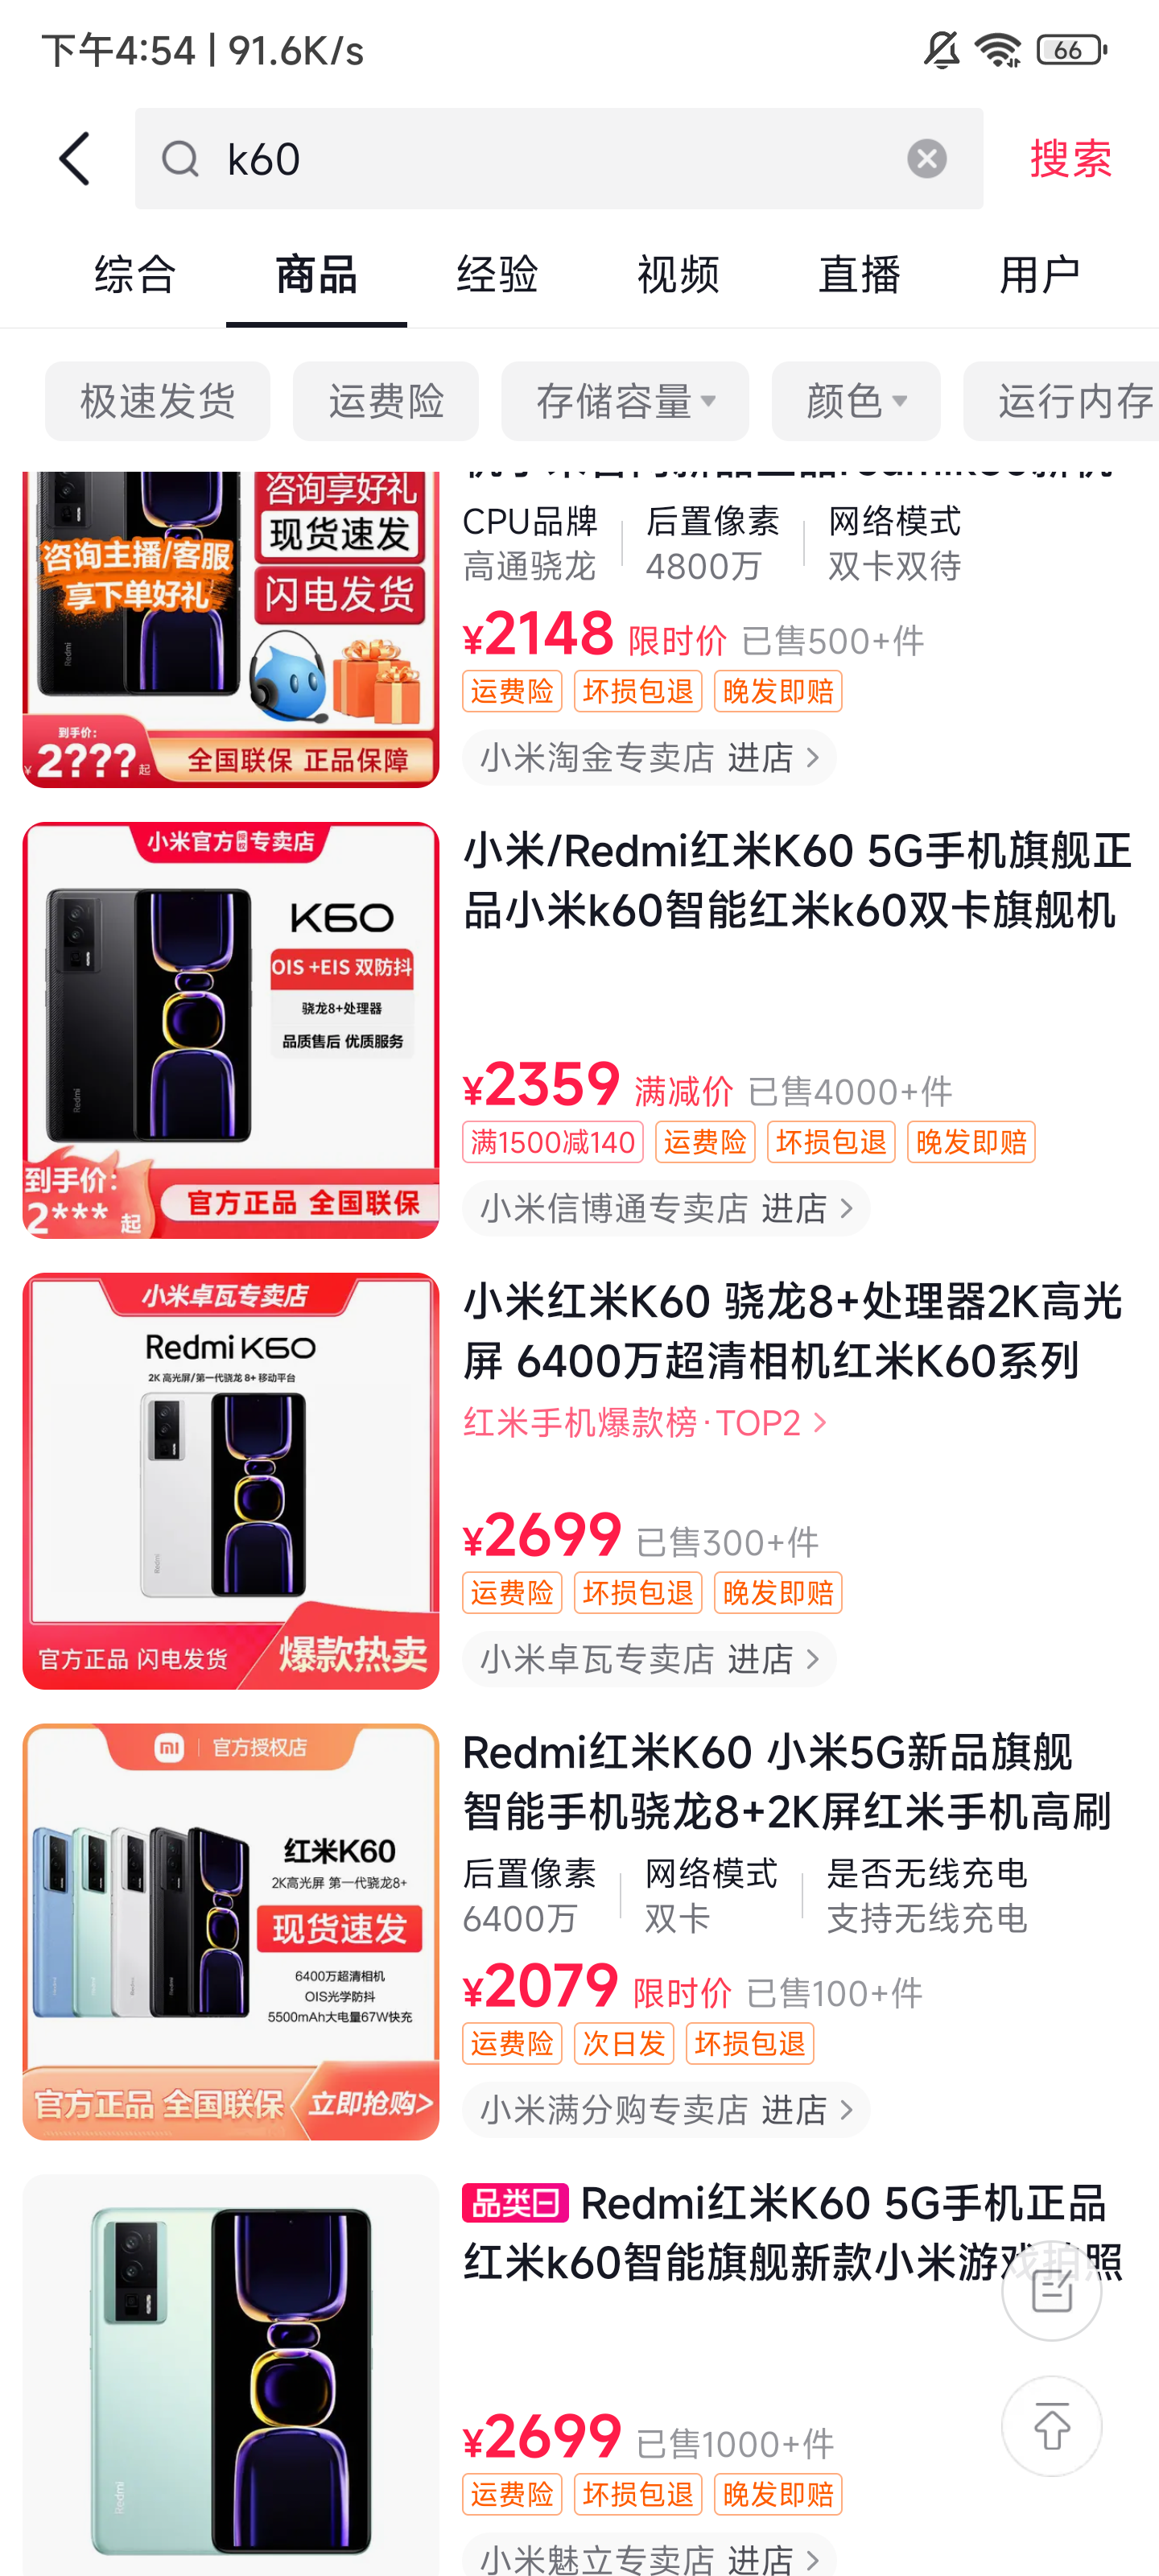 下午4:54 | 91.6K/s
66
k60
搜索
综合 商品 经验 视频 直播 用户
极速发货 运费险 存储容量 颜色 运行内存
咨询享好礼
现货速发
闪电发货
咨询主播/客服
享下单好礼
Redmi
到手价:
¥2????起
全国联保 正品保障
CPU品牌 后置像素 网络模式
高通骁龙 4800万 双卡双待
¥2148 限时价 已售500+件
运费险 坏损包退 晚发即赔
小米淘金专卖店 进店
小米官方授权专卖店
K60
OIS +EIS 双防抖
骁龙8+处理器
品质售后 优质服务
Redmi
到手价:
2*** 起
官方正品 全国联保
小米/Redmi红米K60 5G手机旗舰正
品小米k60智能红米k60双卡旗舰机
¥2359 满减价 已售4000+件
满1500减140 运费险 坏损包退 晚发即赔
小米信博通专卖店 进店
小米卓瓦专卖店
Redmi K60
2K 高光屏/第一代骁龙 8+ 移动平台
Redmi
官方正品 闪电发货
爆款热卖
小米红米K60 骁龙8+处理器2K高光
屏 6400万超清相机红米K60系列
红米手机爆款榜·TOP2
¥2699 已售300+件
运费险 坏损包退 晚发即赔
小米卓瓦专卖店 进店
mi 官方授权店
红米K60
2K高光屏 第一代骁龙8+
现货速发
6400万超清相机
OIS光学防抖
5500mAh大电量67W快充
官方正品 全国联保
立即抢购>
Redmi红米K60 小米5G新品旗舰
智能手机骁龙8+2K屏红米手机高刷
后置像素 网络模式 是否无线充电
6400万 双卡 支持无线充电
¥2079 限时价 已售100+件
运费险 次日发 坏损包退
小米满分购专卖店 进店
Redmi
品类日 Redmi红米K60 5G手机正品
红米k60智能旗舰新款小米游戏拍照
¥2699 已售1000+件
运费险 坏损包退 晚发即赔
小米魅立专卖店 进店